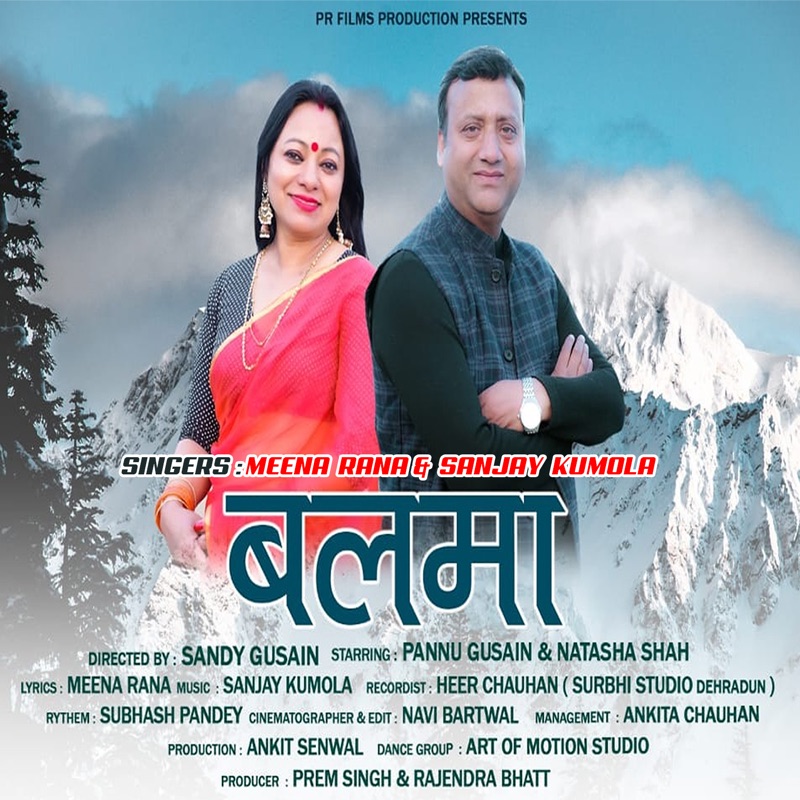 PR FILMS PRODUCTION PRESENTS
SINGERS : MEENA RANA & SANJAY KUMOLA
बलमा
DIRECTED BY : SANDY GUSAIN STARRING : PANNU GUSAIN & NATASHA SHAH
LYRICS : MEENA RANA MUSIC : SANJAY KUMOLA RECORDIST : HEER CHAUHAN ( SURBHI STUDIO DEHRADUN )
RYTHEM : SUBHASH PANDEY CINEMATOGRAPHER & EDIT : NAVI BARTWAL MANAGEMENT : ANKITA CHAUHAN
PRODUCTION : ANKIT SENWAL DANCE GROUP : ART OF MOTION STUDIO
PRODUCER : PREM SINGH & RAJENDRA BHATT